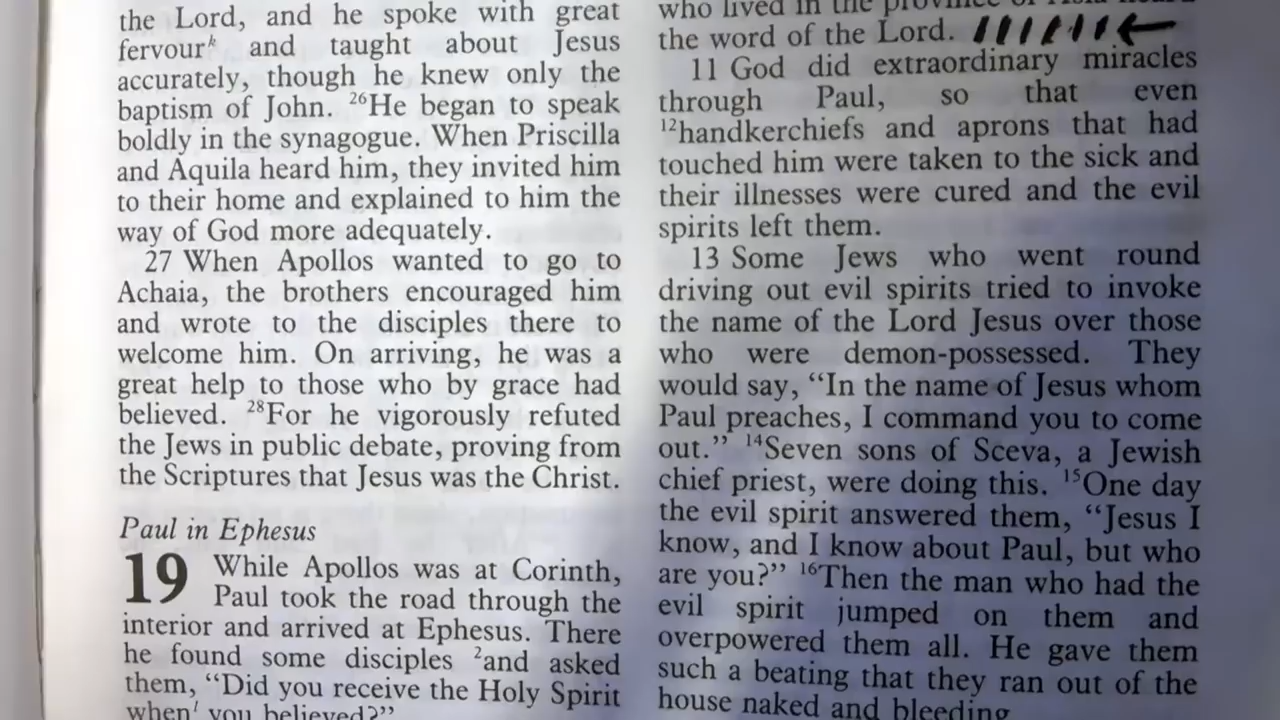 the Lord, and he spoke with great
fervourk and taught about Jesus
accurately, though he knew only the
baptism of John. 26He began to speak
boldly in the synagogue. When Priscilla
and Aquila heard him, they invited him
to their home and explained to him the
way of God more adequately.
27 When Apollos wanted to go to
Achaia, the brothers encouraged him
and wrote to the disciples there to
welcome him. On arriving, he was a
great help to those who by grace had
believed. 28For he vigorously refuted
the Jews in public debate, proving from
the Scriptures that Jesus was the Christ.
Paul in Ephesus
19 While Apollos was at Corinth,
Paul took the road through the
interior and arrived at Ephesus. There
he found some disciples 2and asked
them, “Did you receive the Holy Spirit
when you believed?”
who lived in the province of Asia heard
the word of the Lord.
11 God did extraordinary miracles
through Paul, so that even
12handkerchiefs and aprons that had
touched him were taken to the sick and
their illnesses were cured and the evil
spirits left them.
13 Some Jews who went round
driving out evil spirits tried to invoke
the name of the Lord Jesus over those
who were demon-possessed. They
would say, “In the name of Jesus whom
Paul preaches, I command you to come
out.” 14Seven sons of Sceva, a Jewish
chief priest, were doing this. 15One day
the evil spirit answered them, “Jesus I
know, and I know about Paul, but who
are you?” 16Then the man who had the
evil spirit jumped on them and
overpowered them all. He gave them
such a beating that they ran out of the
house naked and bleeding